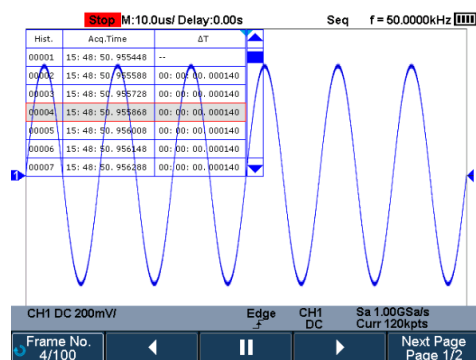 Stop M:10.0us/ Delay:0.00s Seq f = 50.0000kHz
Hist. Acq.Time ΔT
00001 15: 48: 50. 955448 --
00002 15: 48: 50. 955588 00: 00: 00. 000140
00003 15: 48: 50. 955728 00: 00: 00. 000140
00004 15: 48: 50. 955868 00: 00: 00. 000140
00005 15: 48: 50. 956008 00: 00: 00. 000140
00006 15: 48: 50. 956148 00: 00: 00. 000140
00007 15: 48: 50. 956288 00: 00: 00. 000140
1
CH1 DC 200mV/ Edge CH1 Sa 1.00GSa/s
DC Curr 120kpts
Frame No. Next Page
4/100 Page 1/2